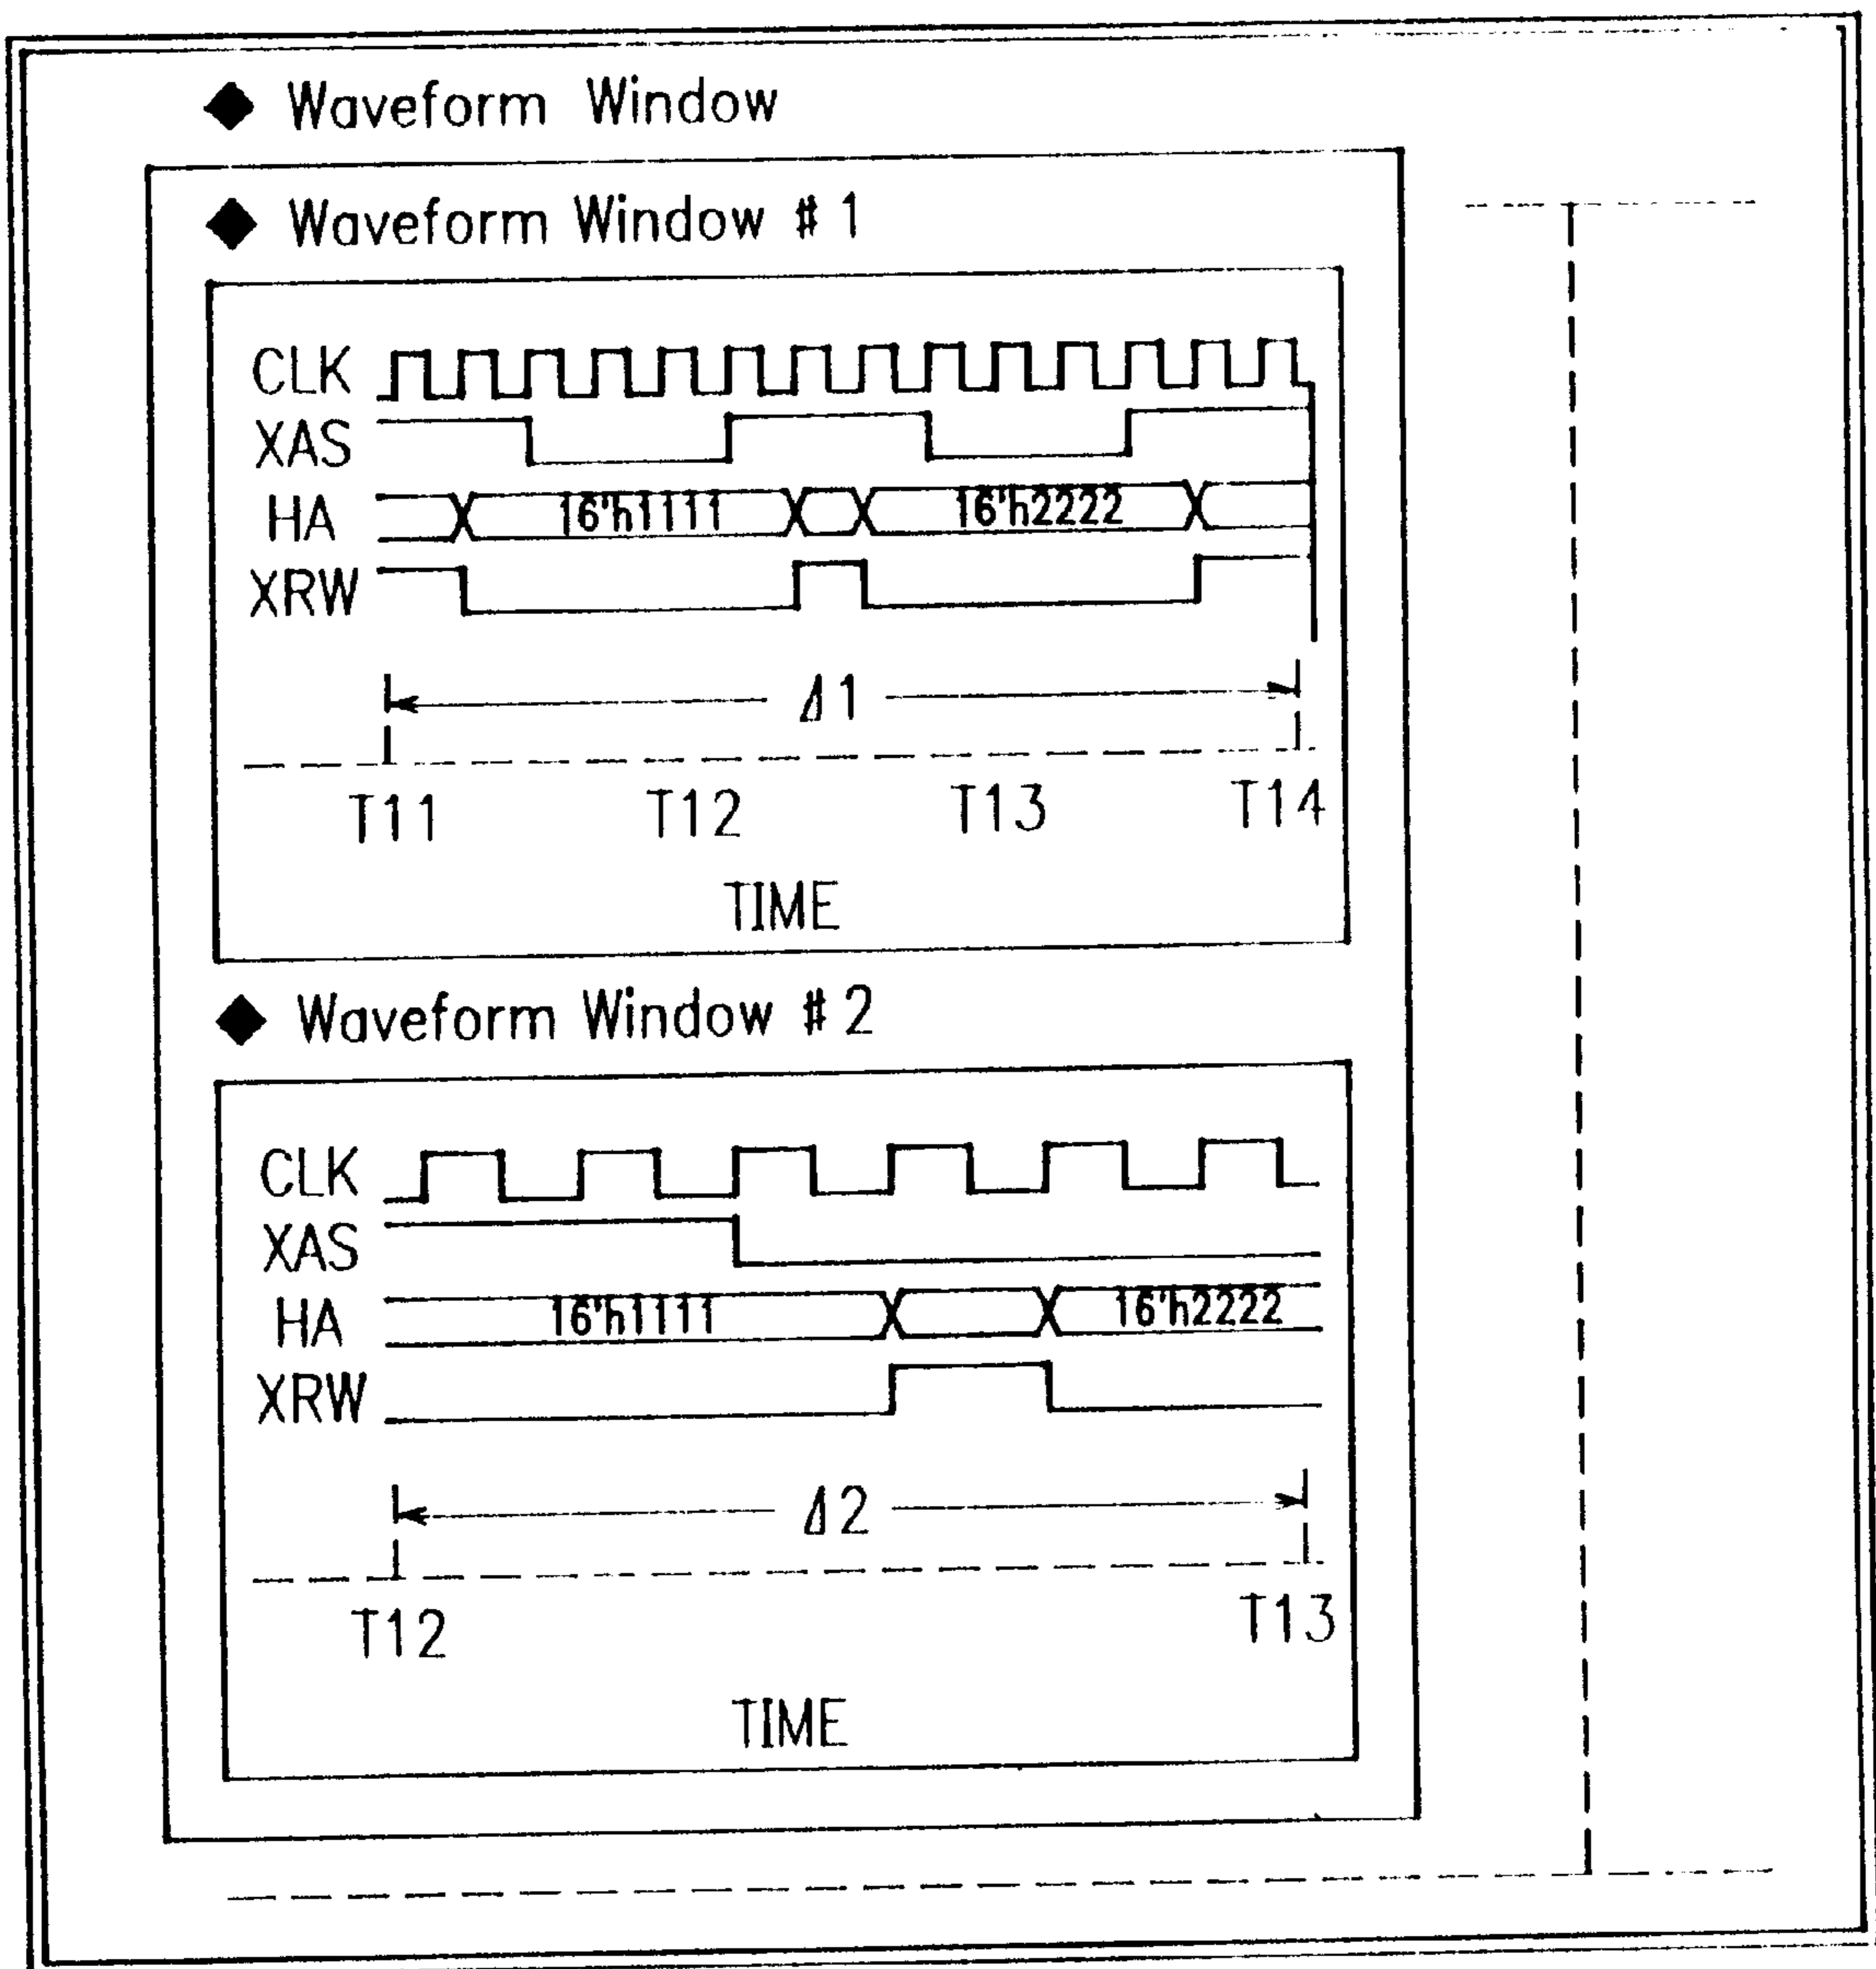 ◆ Waveform Window
◆ Waveform Window # 1
CLK
XAS
HA 16'h1111 16'h2222
XRW
Δ1
T11 T12 T13 T14
TIME
◆ Waveform Window # 2
CLK
XAS
HA 16'h1111 16'h2222
XRW
Δ2
T12 T13
TIME